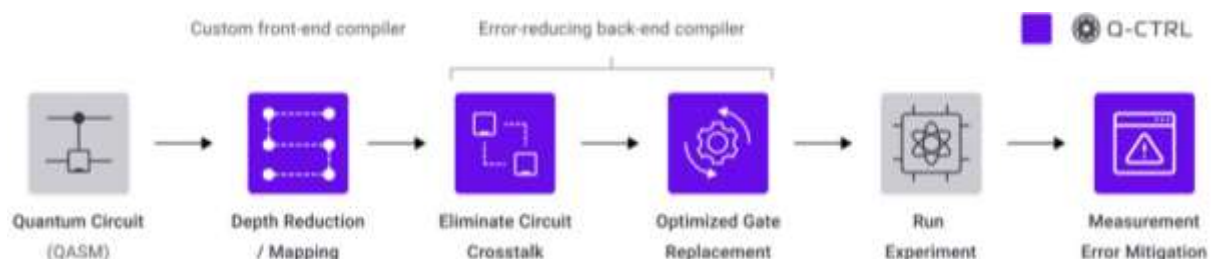 Custom front-end compiler
Error-reducing back-end compiler
Q-CTRL
Quantum Circuit
(QASM)
Depth Reduction
/ Mapping
Eliminate Circuit
Crosstalk
Optimized Gate
Replacement
Run
Experiment
Measurement
Error Mitigation